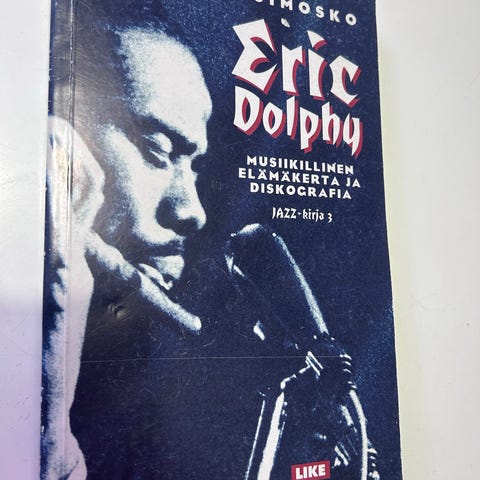 SIMOSKO
Eric
Dolphy
MUSIIKILLINEN
ELÄMÄKERTA JA
DISKOGRAFIA
JAZZ-kirja 3
LIKE